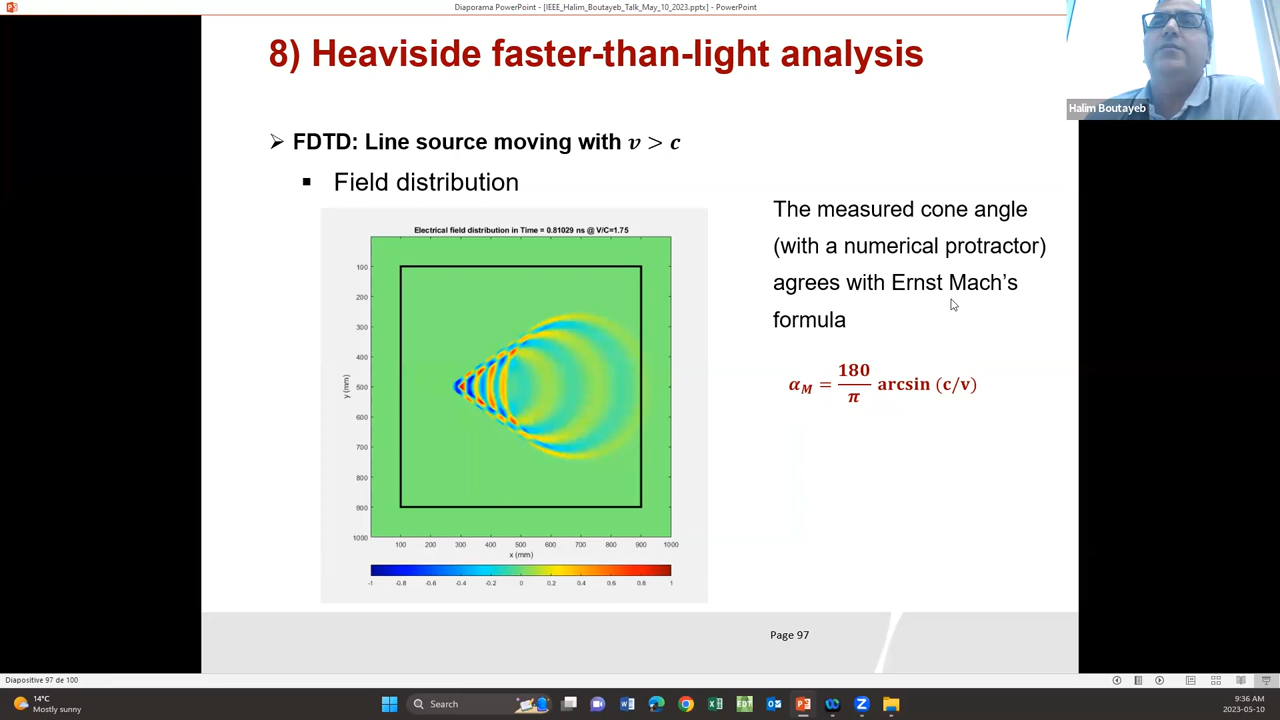 Diaporama PowerPoint - [IEEE_Halim_Boutayeb_Talk_May_10_2023.pptx] - PowerPoint
8) Heaviside faster-than-light analysis
Halim Boutayeb
➢ FDTD: Line source moving with v > c
▪ Field distribution
The measured cone angle
(with a numerical protractor)
agrees with Ernst Mach’s
formula
α_M = 180/π arcsin (c/v)
Electrical field distribution in Time = 0.81029 ns @ V/C=1.75
y (mm)
100
200
300
400
500
600
700
800
900
1000
100 200 300 400 500 600 700 800 900 1000
x (mm)
-1 -0.8 -0.6 -0.4 -0.2 0 0.2 0.4 0.6 0.8 1
Page 97
Diapositive 97 de 100
14°C
Mostly sunny
Search
EDT
9:36 AM
2023-05-10